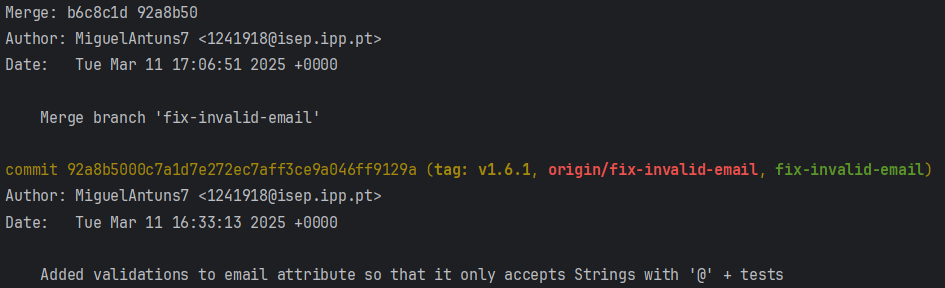 Merge: b6c8c1d 92a8b50
Author: MiguelAntuns7 <1241918@isep.ipp.pt>
Date:   Tue Mar 11 17:06:51 2025 +0000
Merge branch 'fix-invalid-email'
commit 92a8b5000c7a1d7e272ec7aff3ce9a046ff9129a (tag: v1.6.1, origin/fix-invalid-email, fix-invalid-email)
Author: MiguelAntuns7 <1241918@isep.ipp.pt>
Date:   Tue Mar 11 16:33:13 2025 +0000
Added validations to email attribute so that it only accepts Strings with '@' + tests